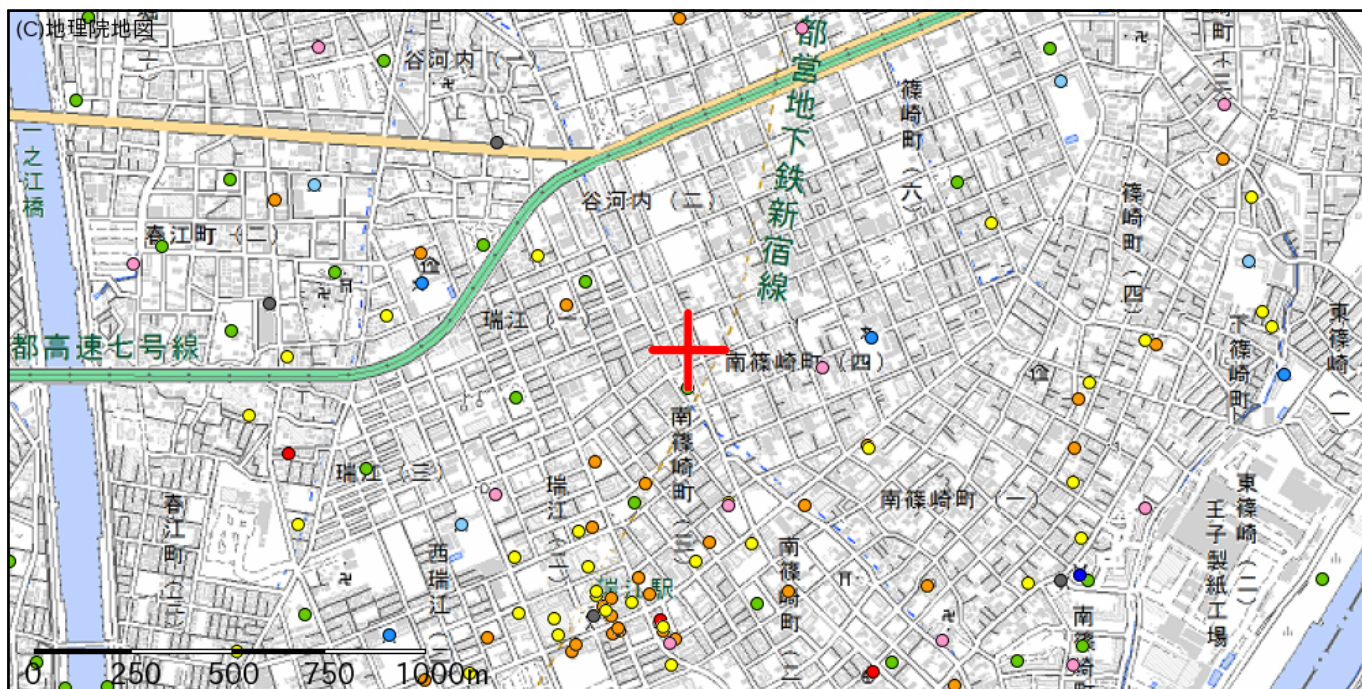 (C)地理院地図
谷河内（一）
都営地下鉄新宿線
篠崎町（六）
一之江橋
谷河内（二）
篠崎町（四）
春江町（二）
瑞江（一）
東篠崎（一）
下篠崎町
都高速七号線
南篠崎町（四）
南篠崎町（三）
瑞江（三）
瑞江（二）
春江町（三）
南篠崎町（一）
東篠崎（二）
王子製紙工場
西瑞江（二）
南篠崎町（二）
瑞江駅
南篠崎町
0 250 500 750 1000m